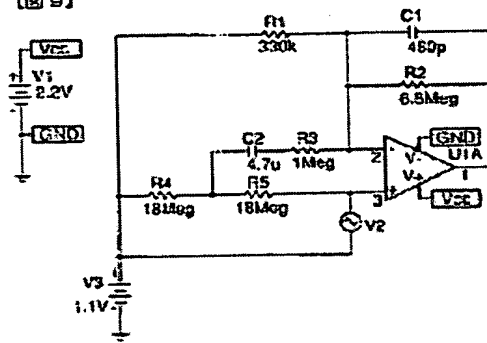 [図9]
R1
330k
C1
460p
Vcc
V1
2.2V
R2
6.8Meg
GND
C2
4.7u
R3
1Meg
2
-
GND
V-
U1A
R4
18Meg
R5
18Meg
3
+
V+
1
Vcc
V2
V3
1.1V